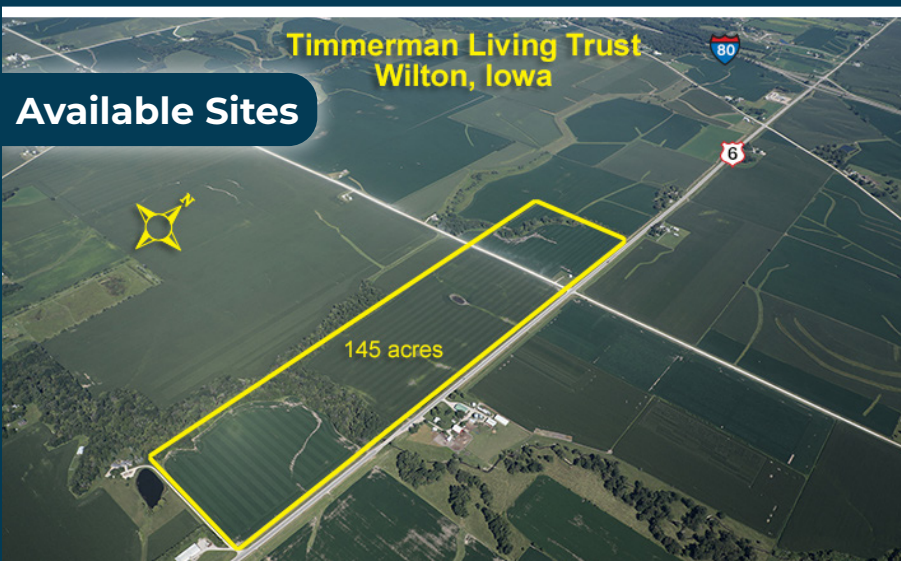 Timmerman Living Trust
Wilton, Iowa
80
Available Sites
6
N
145 acres